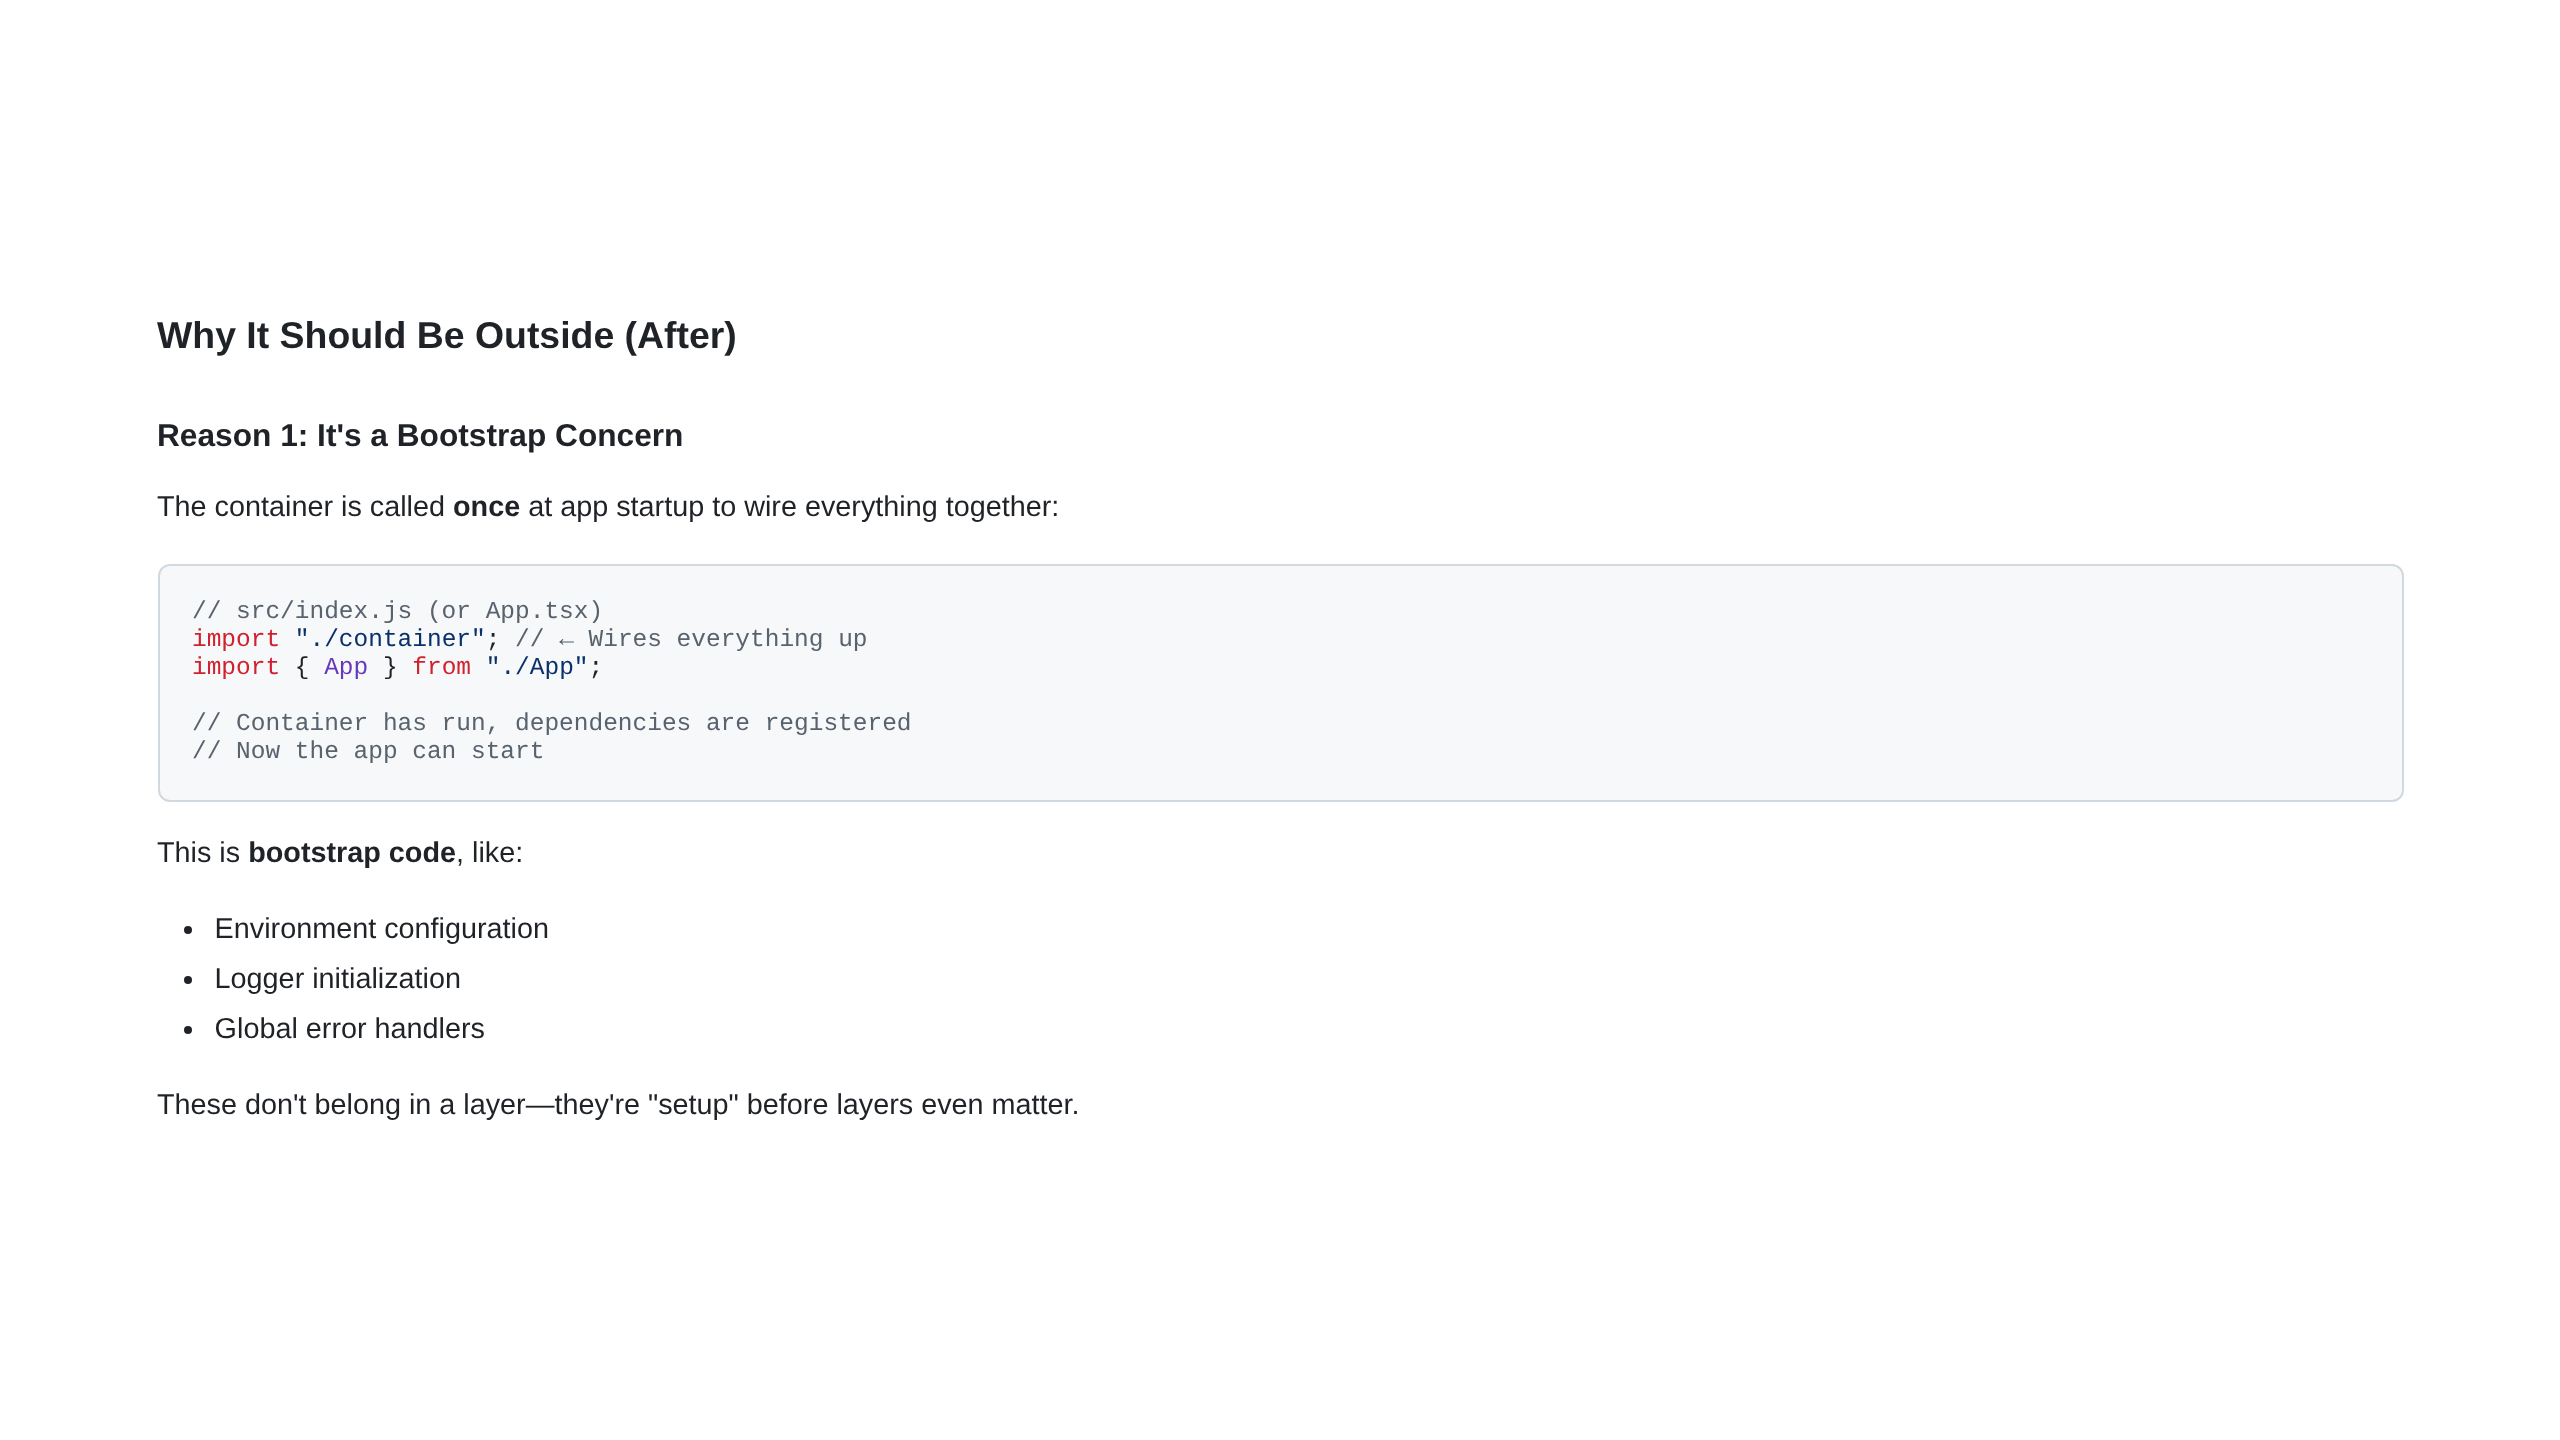 Why It Should Be Outside (After)
Reason 1: It's a Bootstrap Concern
The container is called once at app startup to wire everything together:
// src/index.js (or App.tsx)
import "./container"; // ← Wires everything up
import { App } from "./App";
// Container has run, dependencies are registered
// Now the app can start
This is bootstrap code, like:
• Environment configuration
• Logger initialization
• Global error handlers
These don't belong in a layer—they're "setup" before layers even matter.